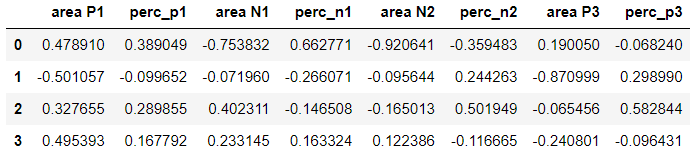 area P1 perc_p1 area N1 perc_n1 area N2 perc_n2 area P3 perc_p3
0 0.478910 0.389049 -0.753832 0.662771 -0.920641 -0.359483 0.190050 -0.068240
1 -0.501057 -0.099652 -0.071960 -0.266071 -0.095644 0.244263 -0.870999 0.298990
2 0.327655 0.289855 0.402311 -0.146508 -0.165013 0.501949 -0.065456 0.582844
3 0.495393 0.167792 0.233145 0.163324 0.122386 -0.116665 -0.240801 -0.096431